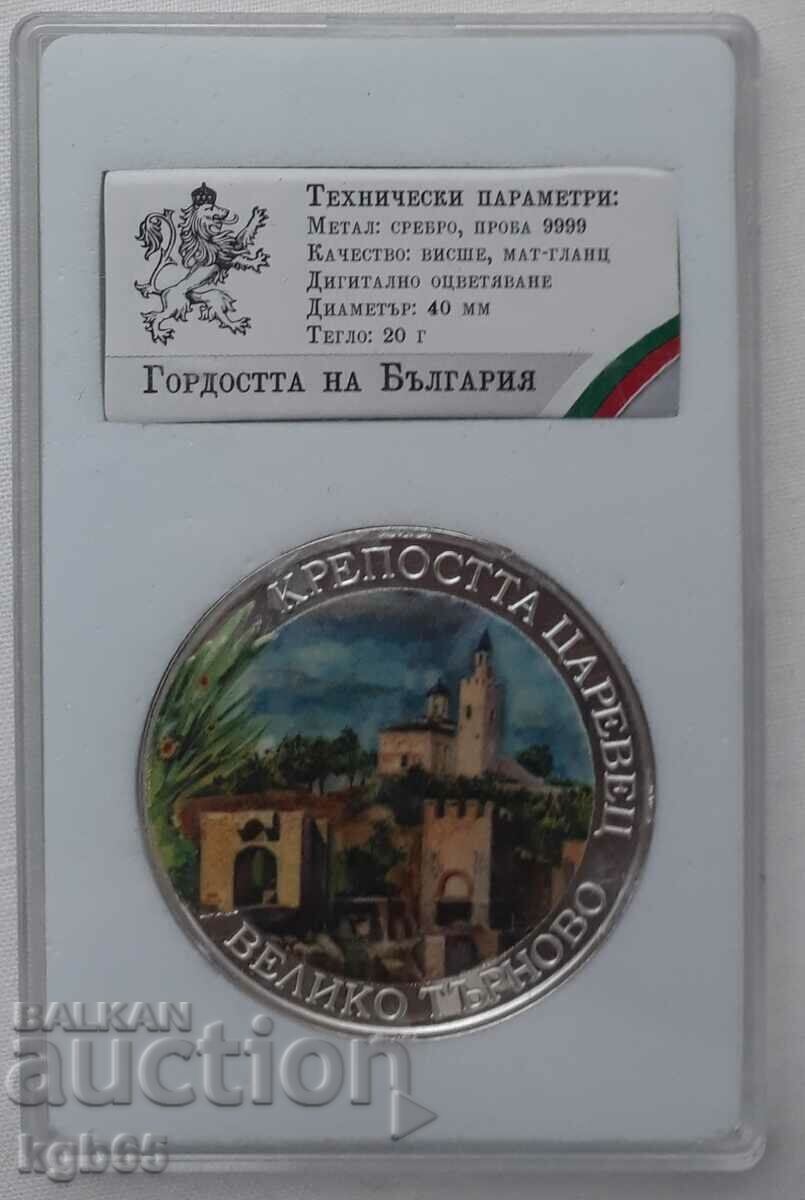 Технически параметри:
Метал: сребро, проба 9999
Качество: висше, мат-гланц
Дигитално оцветяване
Диаметър: 40 мм
Тегло: 20 г
Гордостта на България
КРЕПОСТТА ЦАРЕВЕЦ
ВЕЛИКО ТЪРНОВО
BALKAN
auction
kgb65